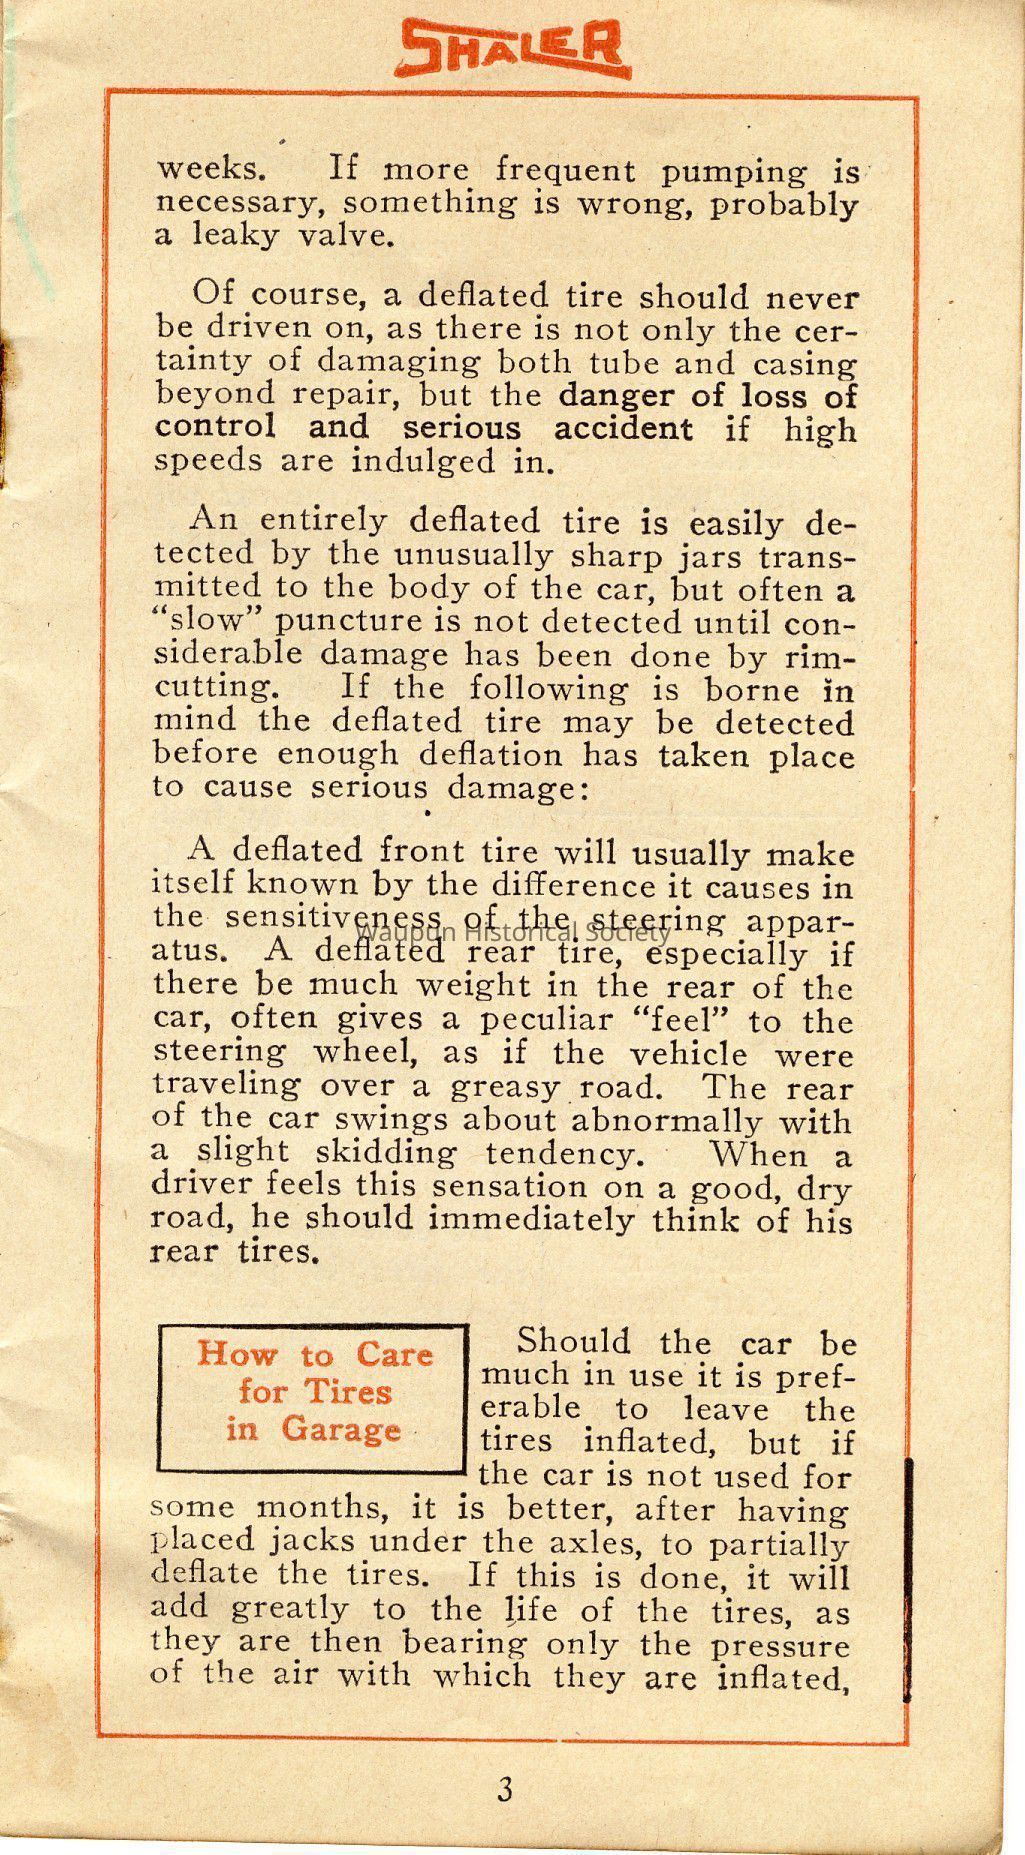 SHALER
weeks. If more frequent pumping is
necessary, something is wrong, probably
a leaky valve.
Of course, a deflated tire should never
be driven on, as there is not only the cer-
tainty of damaging both tube and casing
beyond repair, but the danger of loss of
control and serious accident if high
speeds are indulged in.
An entirely deflated tire is easily de-
tected by the unusually sharp jars trans-
mitted to the body of the car, but often a
“slow” puncture is not detected until con-
siderable damage has been done by rim-
cutting. If the following is borne in
mind the deflated tire may be detected
before enough deflation has taken place
to cause serious damage:
A deflated front tire will usually make
itself known by the difference it causes in
the sensitiveness of the steering appar-
Waupun Historical Society
atus. A deflated rear tire, especially if
there be much weight in the rear of the
car, often gives a peculiar “feel” to the
steering wheel, as if the vehicle were
traveling over a greasy road. The rear
of the car swings about abnormally with
a slight skidding tendency. When a
driver feels this sensation on a good, dry
road, he should immediately think of his
rear tires.
How to Care
for Tires
in Garage
Should the car be
much in use it is pref-
erable to leave the
tires inflated, but if
the car is not used for
some months, it is better, after having
placed jacks under the axles, to partially
deflate the tires. If this is done, it will
add greatly to the life of the tires, as
they are then bearing only the pressure
of the air with which they are inflated,
3